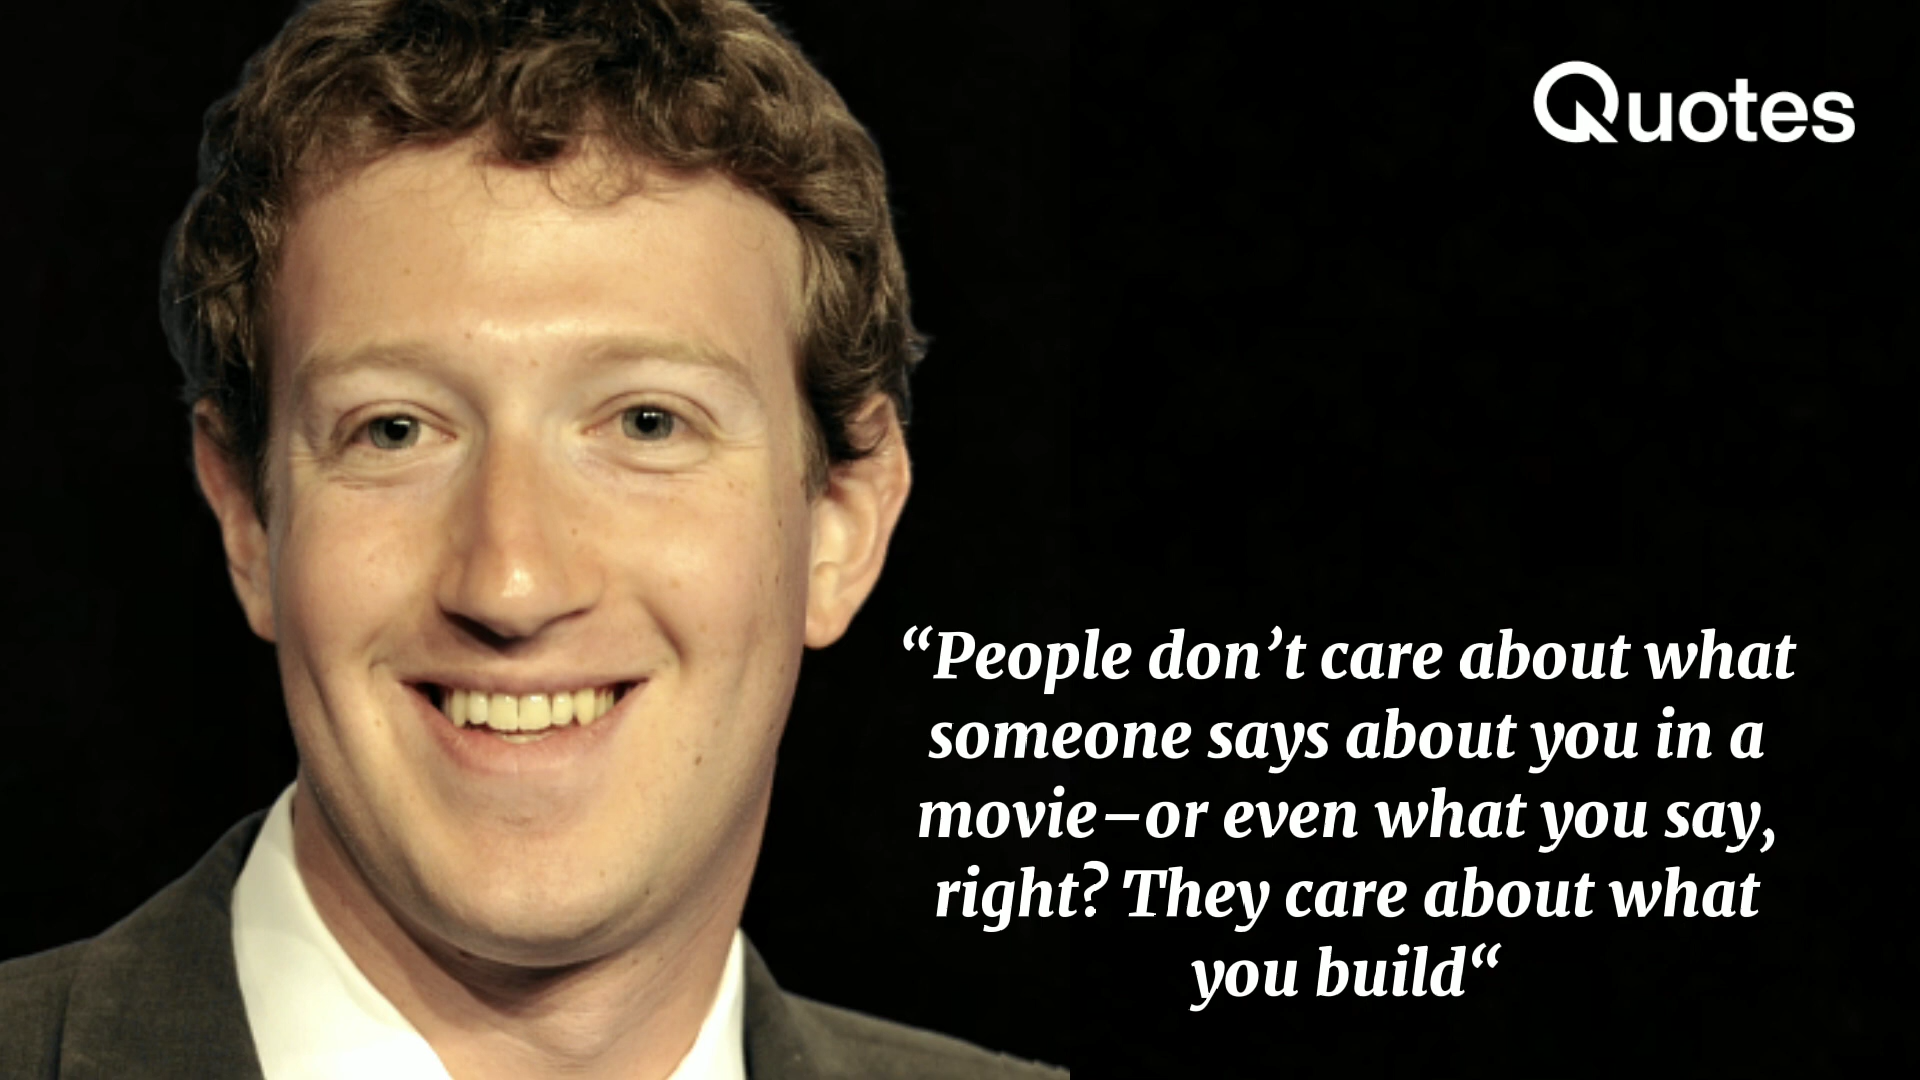 Quotes
“People don’t care about what
someone says about you in a
movie–or even what you say,
right? They care about what
you build“